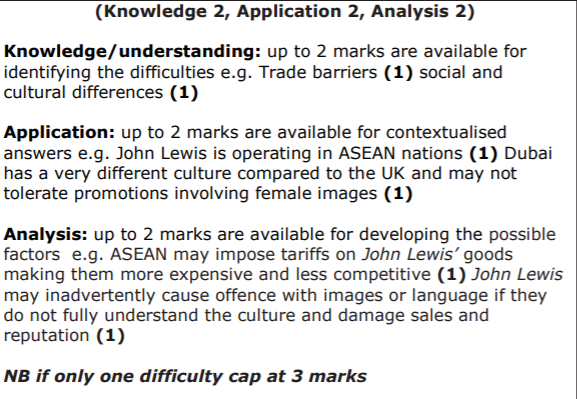 (Knowledge 2, Application 2, Analysis 2)
Knowledge/understanding: up to 2 marks are available for
identifying the difficulties e.g. Trade barriers (1) social and
cultural differences (1)
Application: up to 2 marks are available for contextualised
answers e.g. John Lewis is operating in ASEAN nations (1) Dubai
has a very different culture compared to the UK and may not
tolerate promotions involving female images (1)
Analysis: up to 2 marks are available for developing the possible
factors  e.g. ASEAN may impose tariffs on John Lewis’ goods
making them more expensive and less competitive (1) John Lewis
may inadvertently cause offence with images or language if they
do not fully understand the culture and damage sales and
reputation (1)
NB if only one difficulty cap at 3 marks